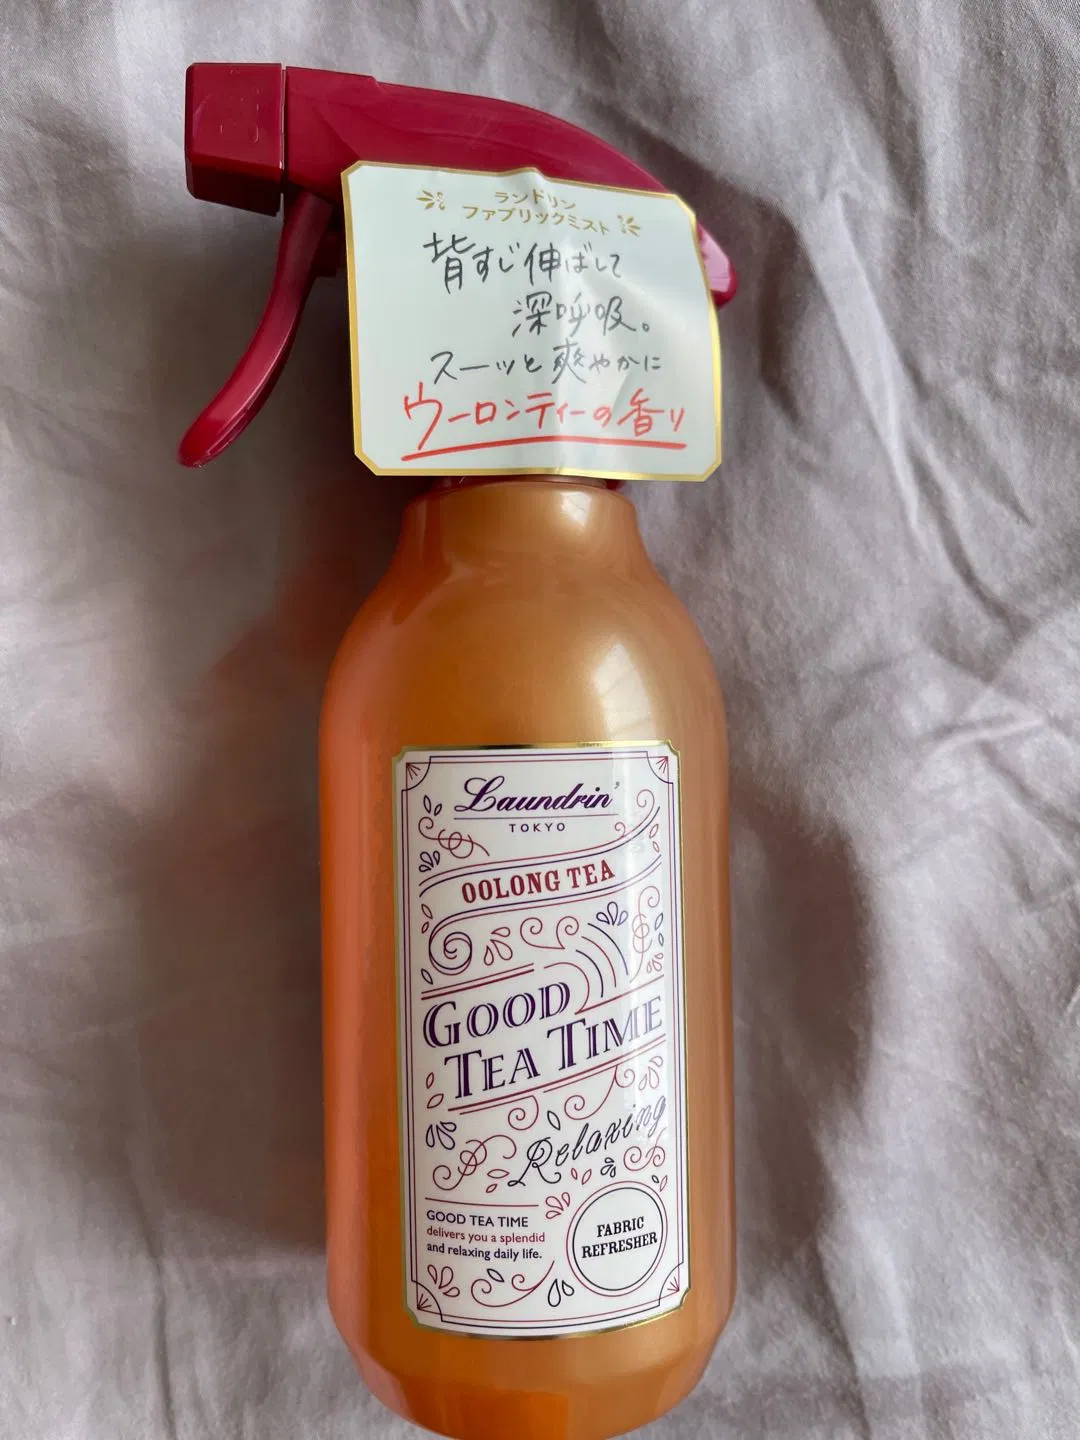 ランドリン
ファブリックミスト
背すじ伸ばして
深呼吸。
スーッと爽やかに
ウーロンティーの香り
Laundrin'
TOKYO
OOLONG TEA
GOOD
TEA TIME
Relaxing
GOOD TEA TIME
delivers you a splendid
and relaxing daily life.
FABRIC
REFRESHER